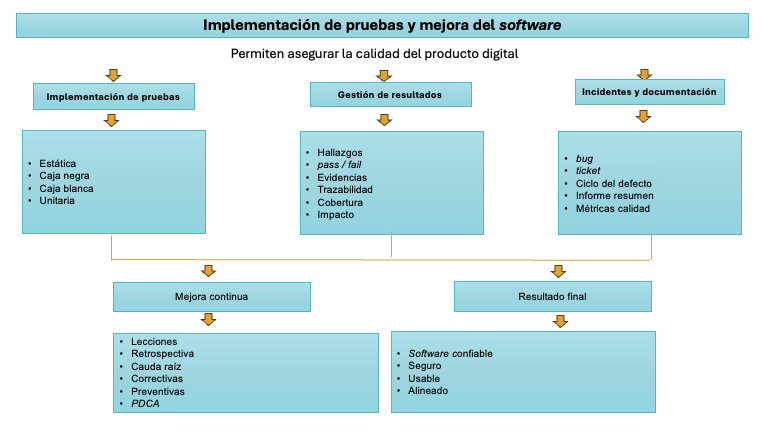 Implementación de pruebas y mejora del software
Permiten asegurar la calidad del producto digital
Implementación de pruebas
Gestión de resultados
Incidentes y documentación
• Estática
• Caja negra
• Caja blanca
• Unitaria
• Hallazgos
• pass / fail
• Evidencias
• Trazabilidad
• Cobertura
• Impacto
• bug
• ticket
• Ciclo del defecto
• Informe resumen
• Métricas calidad
Mejora continua
Resultado final
• Lecciones
• Retrospectiva
• Cauda raíz
• Correctivas
• Preventivas
• PDCA
• Software confiable
• Seguro
• Usable
• Alineado